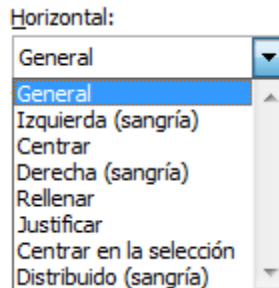 Horizontal:
General
General
Izquierda (sangría)
Centrar
Derecha (sangría)
Rellenar
Justificar
Centrar en la selección
Distribuido (sangría)